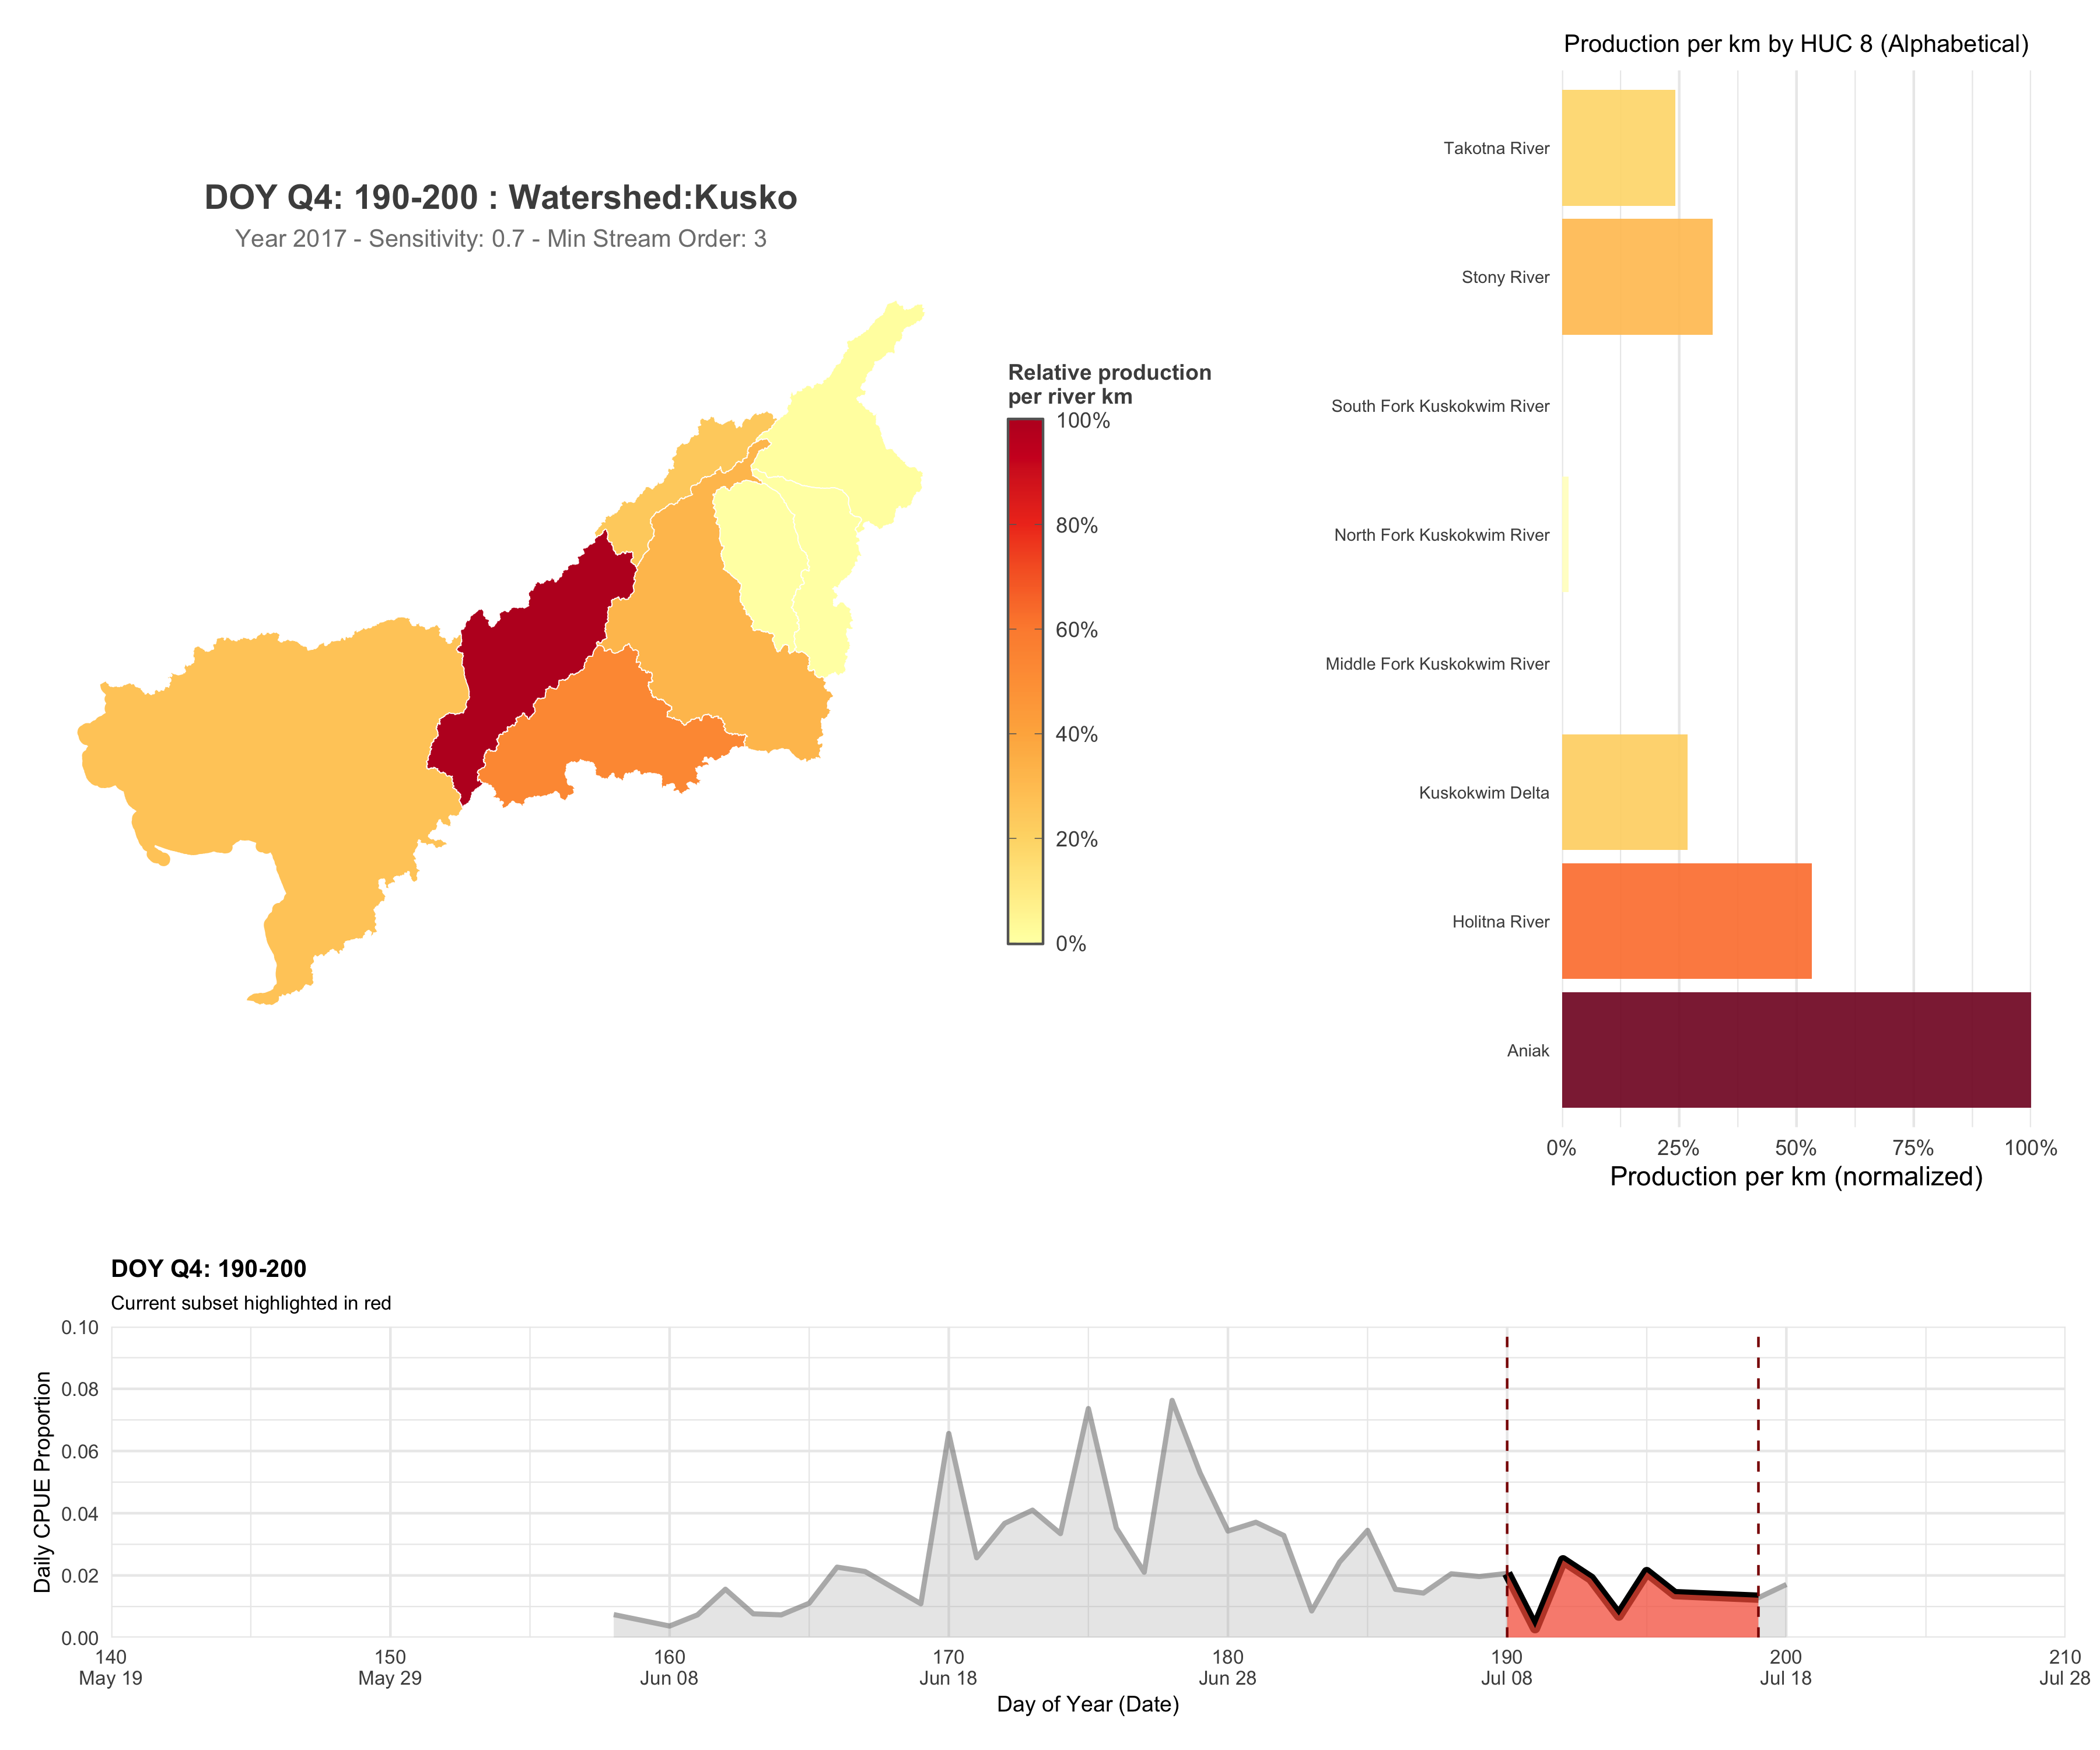 Production per km by HUC 8 (Alphabetical)
DOY Q4: 190-200 : Watershed:Kusko
Year 2017 - Sensitivity: 0.7 - Min Stream Order: 3
Relative production
per river km
100%
80%
60%
40%
20%
0%
Takotna River
Stony River
South Fork Kuskokwim River
North Fork Kuskokwim River
Middle Fork Kuskokwim River
Kuskokwim Delta
Holitna River
Aniak
0% 25% 50% 75% 100%
Production per km (normalized)
DOY Q4: 190-200
Current subset highlighted in red
Daily CPUE Proportion
0.10
0.08
0.06
0.04
0.02
0.00
140 150 160 170 180 190 200 210
May 19 May 29 Jun 08 Jun 18 Jun 28 Jul 08 Jul 18 Jul 28
Day of Year (Date)